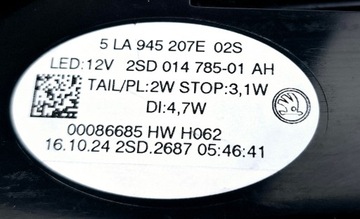 5 LA 945 207E 02S
LED:12V 2SD 014 785-01 AH
TAIL/PL:2W STOP:3,1W
DI:4,7W
00086685 HW H062
16.10.24 2SD.2687 05:46:41